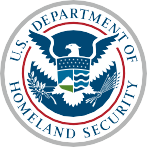 U.S. DEPARTMENT OF
HOMELAND SECURITY